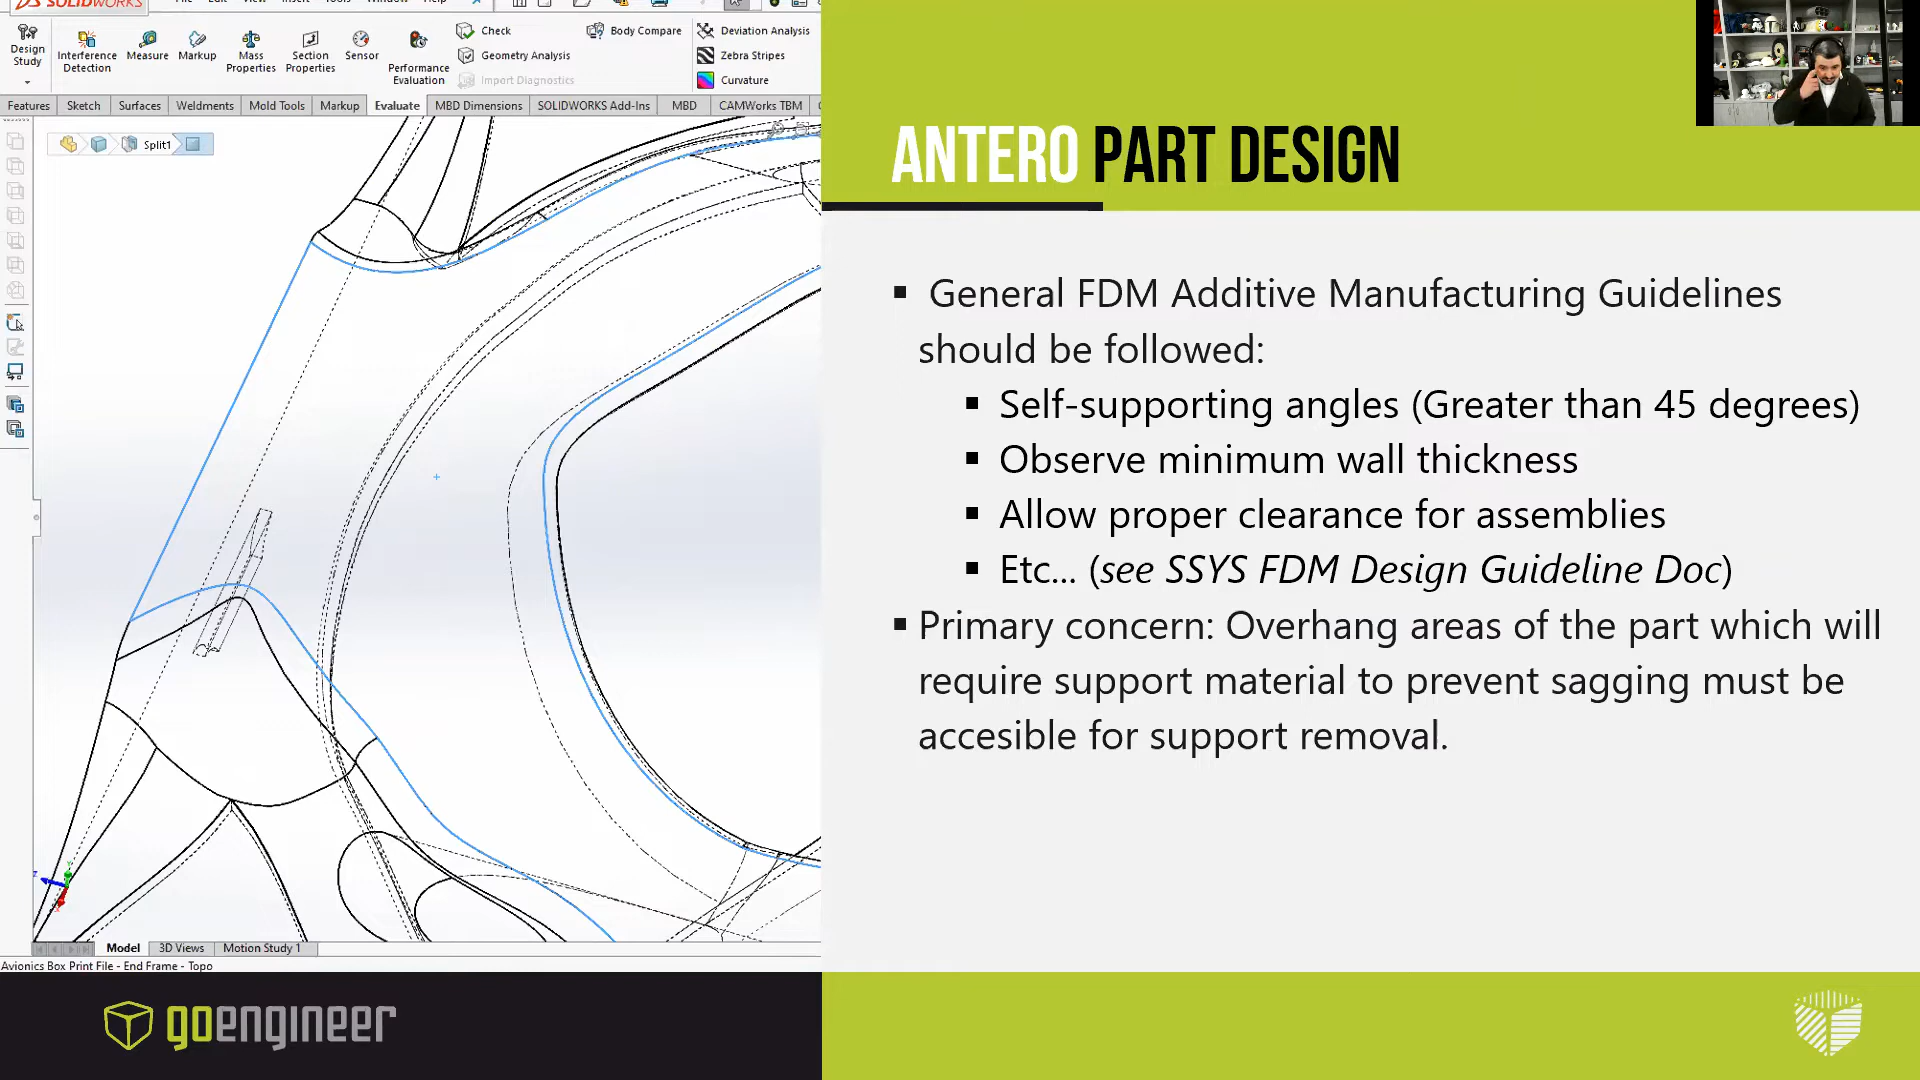 SOLIDWORKS
Design Study
Interference Detection
Measure
Markup
Mass Properties
Section Properties
Sensor
Performance Evaluation
Check
Geometry Analysis
Import Diagnostics
Body Compare
Deviation Analysis
Zebra Stripes
Curvature
Features Sketch Surfaces Weldments Mold Tools Markup Evaluate MBD Dimensions SOLIDWORKS Add-Ins MBD CAMWorks TBM
Split1
Model 3D Views Motion Study 1
Avionics Box Print File - End Frame - Topo
goengineer
ANTERO PART DESIGN
▪ General FDM Additive Manufacturing Guidelines
should be followed:
▪ Self-supporting angles (Greater than 45 degrees)
▪ Observe minimum wall thickness
▪ Allow proper clearance for assemblies
▪ Etc... (see SSYS FDM Design Guideline Doc)
▪ Primary concern: Overhang areas of the part which will
require support material to prevent sagging must be
accesible for support removal.